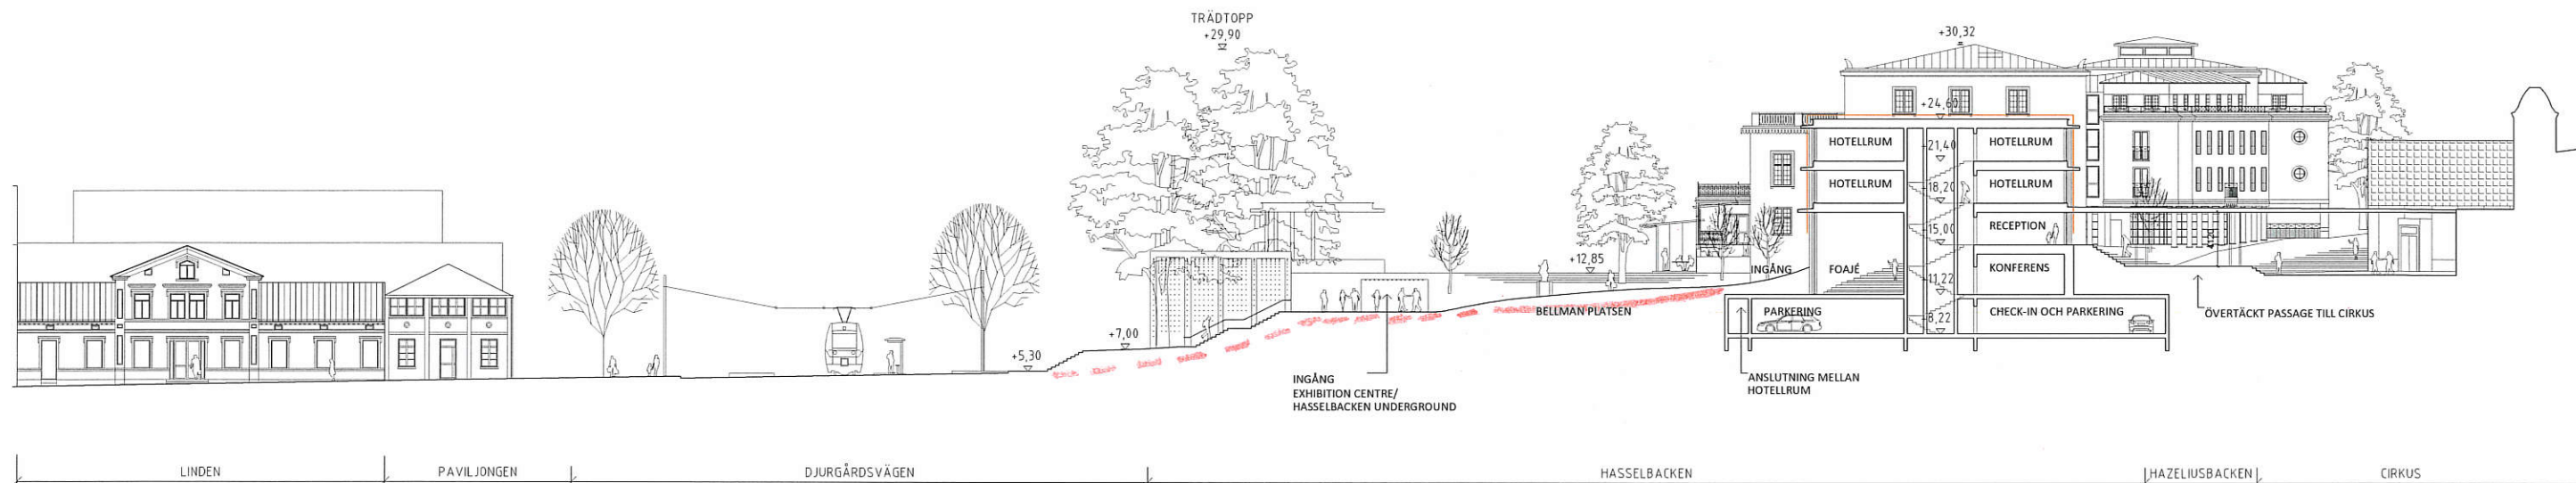 TRÄDTOPP
+29,90
+30,32
+24,60
HOTELLRUM
HOTELLRUM
+21,40
HOTELLRUM
HOTELLRUM
+18,20
RECEPTION
+15,00
+12,85
INGÅNG
FOAJÉ
KONFERENS
+11,22
BELLMAN PLATSEN
PARKERING
+8,22
CHECK-IN OCH PARKERING
ÖVERTÄCKT PASSAGE TILL CIRKUS
+7,00
+5,30
INGÅNG
EXHIBITION CENTRE/
HASSELBACKEN UNDERGROUND
ANSLUTNING MELLAN
HOTELLRUM
LINDEN
PAVILJONGEN
DJURGÅRDSVÄGEN
HASSELBACKEN
HAZELIUSBACKEN
CIRKUS